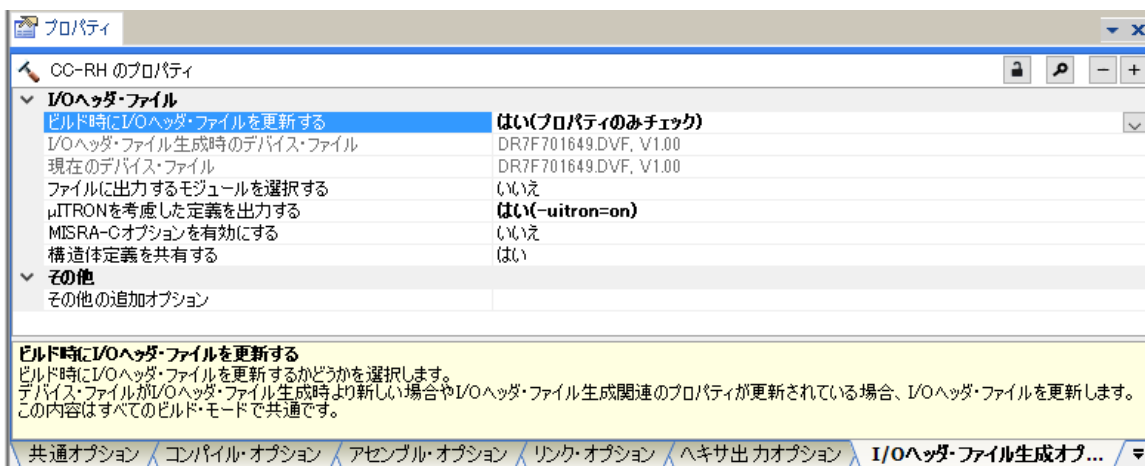 プロパティ
CC-RH のプロパティ
I/Oヘッダ・ファイル
ビルド時にI/Oヘッダ・ファイルを更新する はい(プロパティのみチェック)
I/Oヘッダ・ファイル生成時のデバイス・ファイル DR7F701649.DVF, V1.00
現在のデバイス・ファイル DR7F701649.DVF, V1.00
ファイルに出力するモジュールを選択する いいえ
μITRONを考慮した定義を出力する はい(-uitron=on)
MISRA-Cオプションを有効にする いいえ
構造体定義を共有する はい
その他
その他の追加オプション
ビルド時にI/Oヘッダ・ファイルを更新する
ビルド時にI/Oヘッダ・ファイルを更新するかどうかを選択します。
デバイス・ファイルがI/Oヘッダ・ファイル生成時より新しい場合やI/Oヘッダ・ファイル生成関連のプロパティが更新されている場合、I/Oヘッダ・ファイルを更新します。
この内容はすべてのビルド・モードで共通です。
共通オプション コンパイル・オプション アセンブル・オプション リンク・オプション ヘキサ出力オプション I/Oヘッダ・ファイル生成オプ...